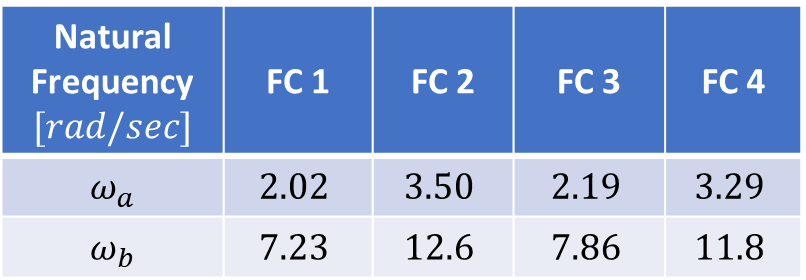 Natural
Frequency FC 1 FC 2 FC 3 FC 4
[rad/sec]
ωₐ 2.02 3.50 2.19 3.29
ω_b 7.23 12.6 7.86 11.8